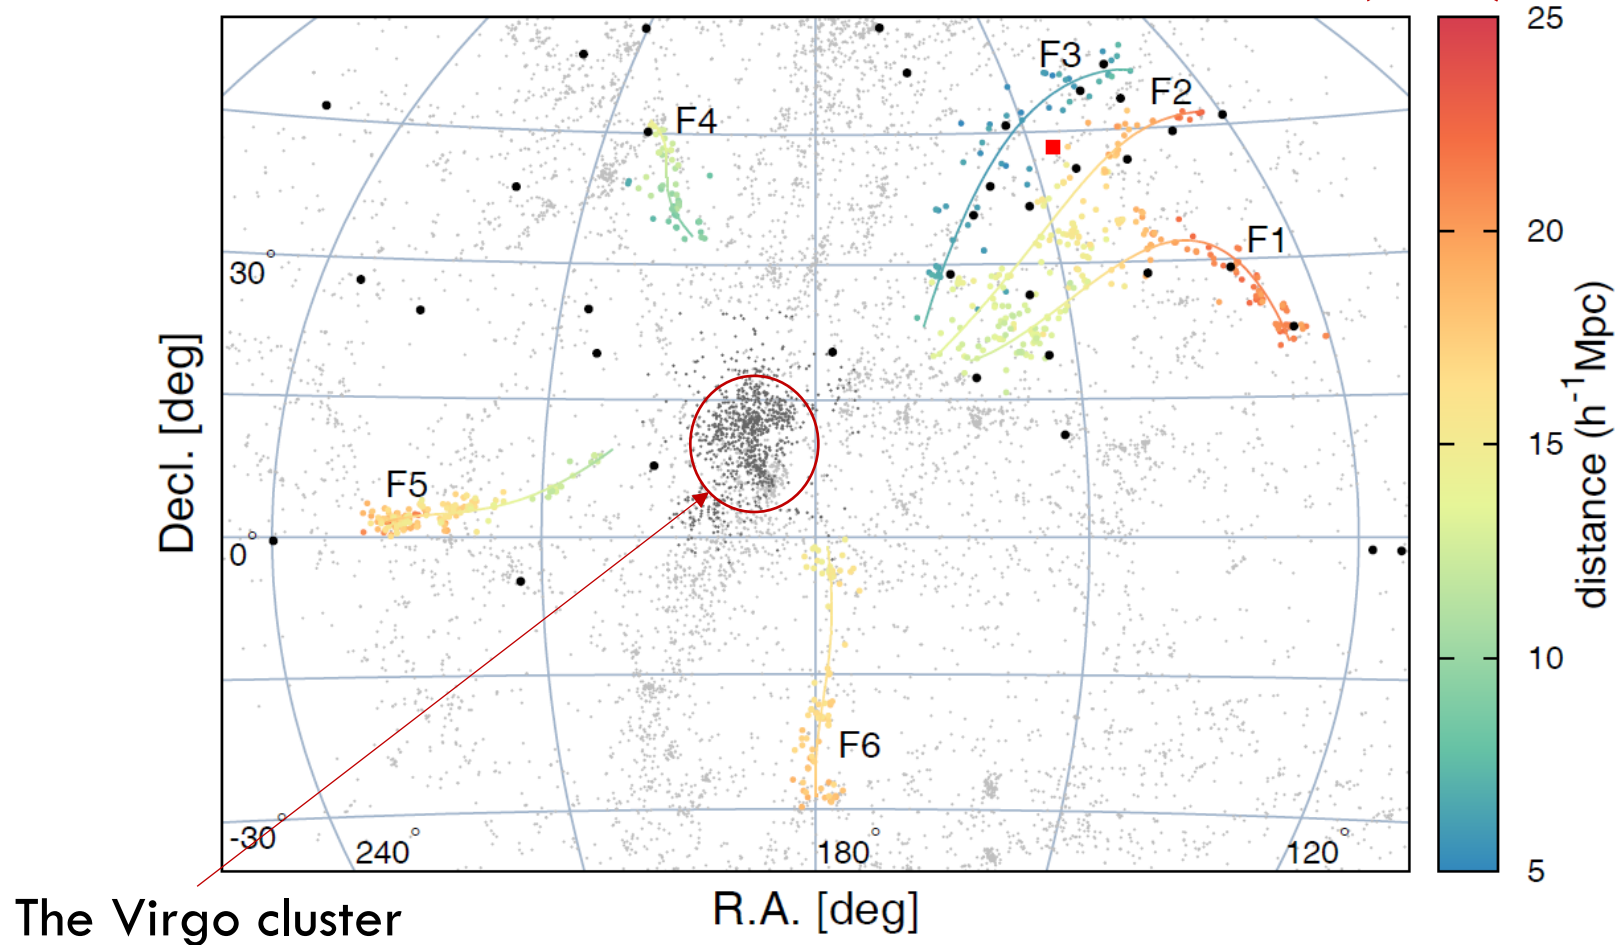 F3
F2
F4
F1
F5
F6
30°
0°
-30°
240°
180°
120°
Decl. [deg]
R.A. [deg]
25
20
15
10
5
distance (h⁻¹Mpc)
The Virgo cluster